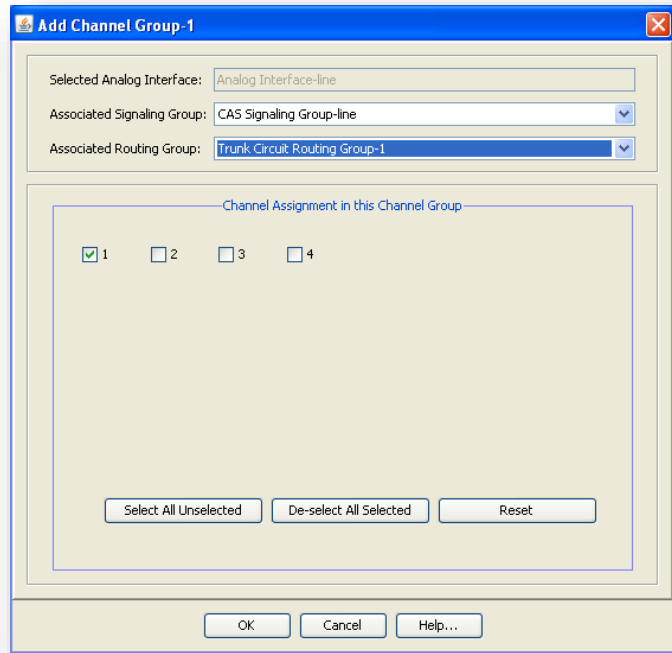 Add Channel Group-1
Selected Analog Interface: Analog Interface-line
Associated Signaling Group: CAS Signaling Group-line
Associated Routing Group: Trunk Circuit Routing Group-1
Channel Assignment in this Channel Group
1 2 3 4
Select All Unselected De-select All Selected Reset
OK Cancel Help...